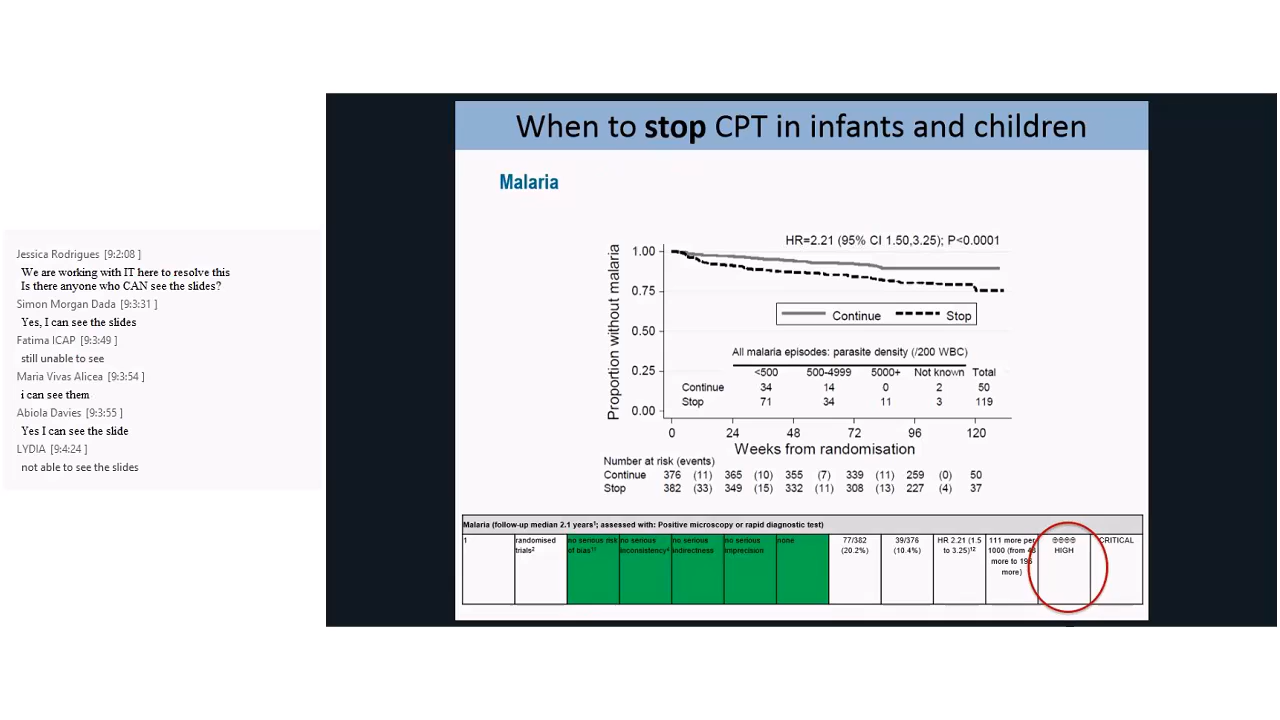 Jessica Rodrigues [9:2:08 ]
We are working with IT here to resolve this
Is there anyone who CAN see the slides?
Simon Morgan Dada [9:3:31 ]
Yes, I can see the slides
Fatima ICAP [9:3:49 ]
still unable to see
Maria Vivas Alicea [9:3:54 ]
i can see them
Abiola Davies [9:3:55 ]
Yes I can see the slide
LYDIA [9:4:24 ]
not able to see the slides
When to stop CPT in infants and children
Malaria
HR=2.21 (95% CI 1.50,3.25); P<0.0001
Proportion without malaria
1.00
0.75
0.50
0.25
0.00
Continue Stop
All malaria episodes: parasite density (/200 WBC)
<500 500-4999 5000+ Not known Total
Continue 34 14 0 2 50
Stop 71 34 11 3 119
0 24 48 72 96 120
Weeks from randomisation
Number at risk (events)
Continue 376 (11) 365 (10) 355 (7) 339 (11) 259 (0) 50
Stop 382 (33) 349 (15) 332 (11) 308 (13) 227 (4) 37
Malaria (follow-up median 2.1 years¹; assessed with: Positive microscopy or rapid diagnostic test)
1 randomised no serious risk no serious no serious no serious none 77/382 39/376 HR 2.21 (1.5 111 more per ⊕⊕⊕⊕ CRITICAL
trials² of bias¹¹ inconsistency⁴ indirectness imprecision (20.2%) (10.4%) to 3.25)¹² 1000 (from 48 HIGH
more to 195
more)